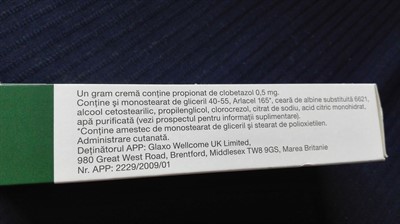 Un gram cremă conține propionat de clobetazol 0,5 mg.
Conține și monostearat de gliceril 40-55, Arlacel 165*, ceară de albine substituită 6621,
alcool cetostearilic, propilenglicol, clorocrezol, citrat de sodiu, acid citric monohidrat,
apă purificată (vezi prospectul pentru informații suplimentare).
*Conține amestec de monostearat de gliceril și stearat de polioxietilen.
Administrare cutanată.
Deținătorul APP: Glaxo Wellcome UK Limited,
980 Great West Road, Brentford, Middlesex TW8 9GS, Marea Britanie
Nr. APP: 2229/2009/01